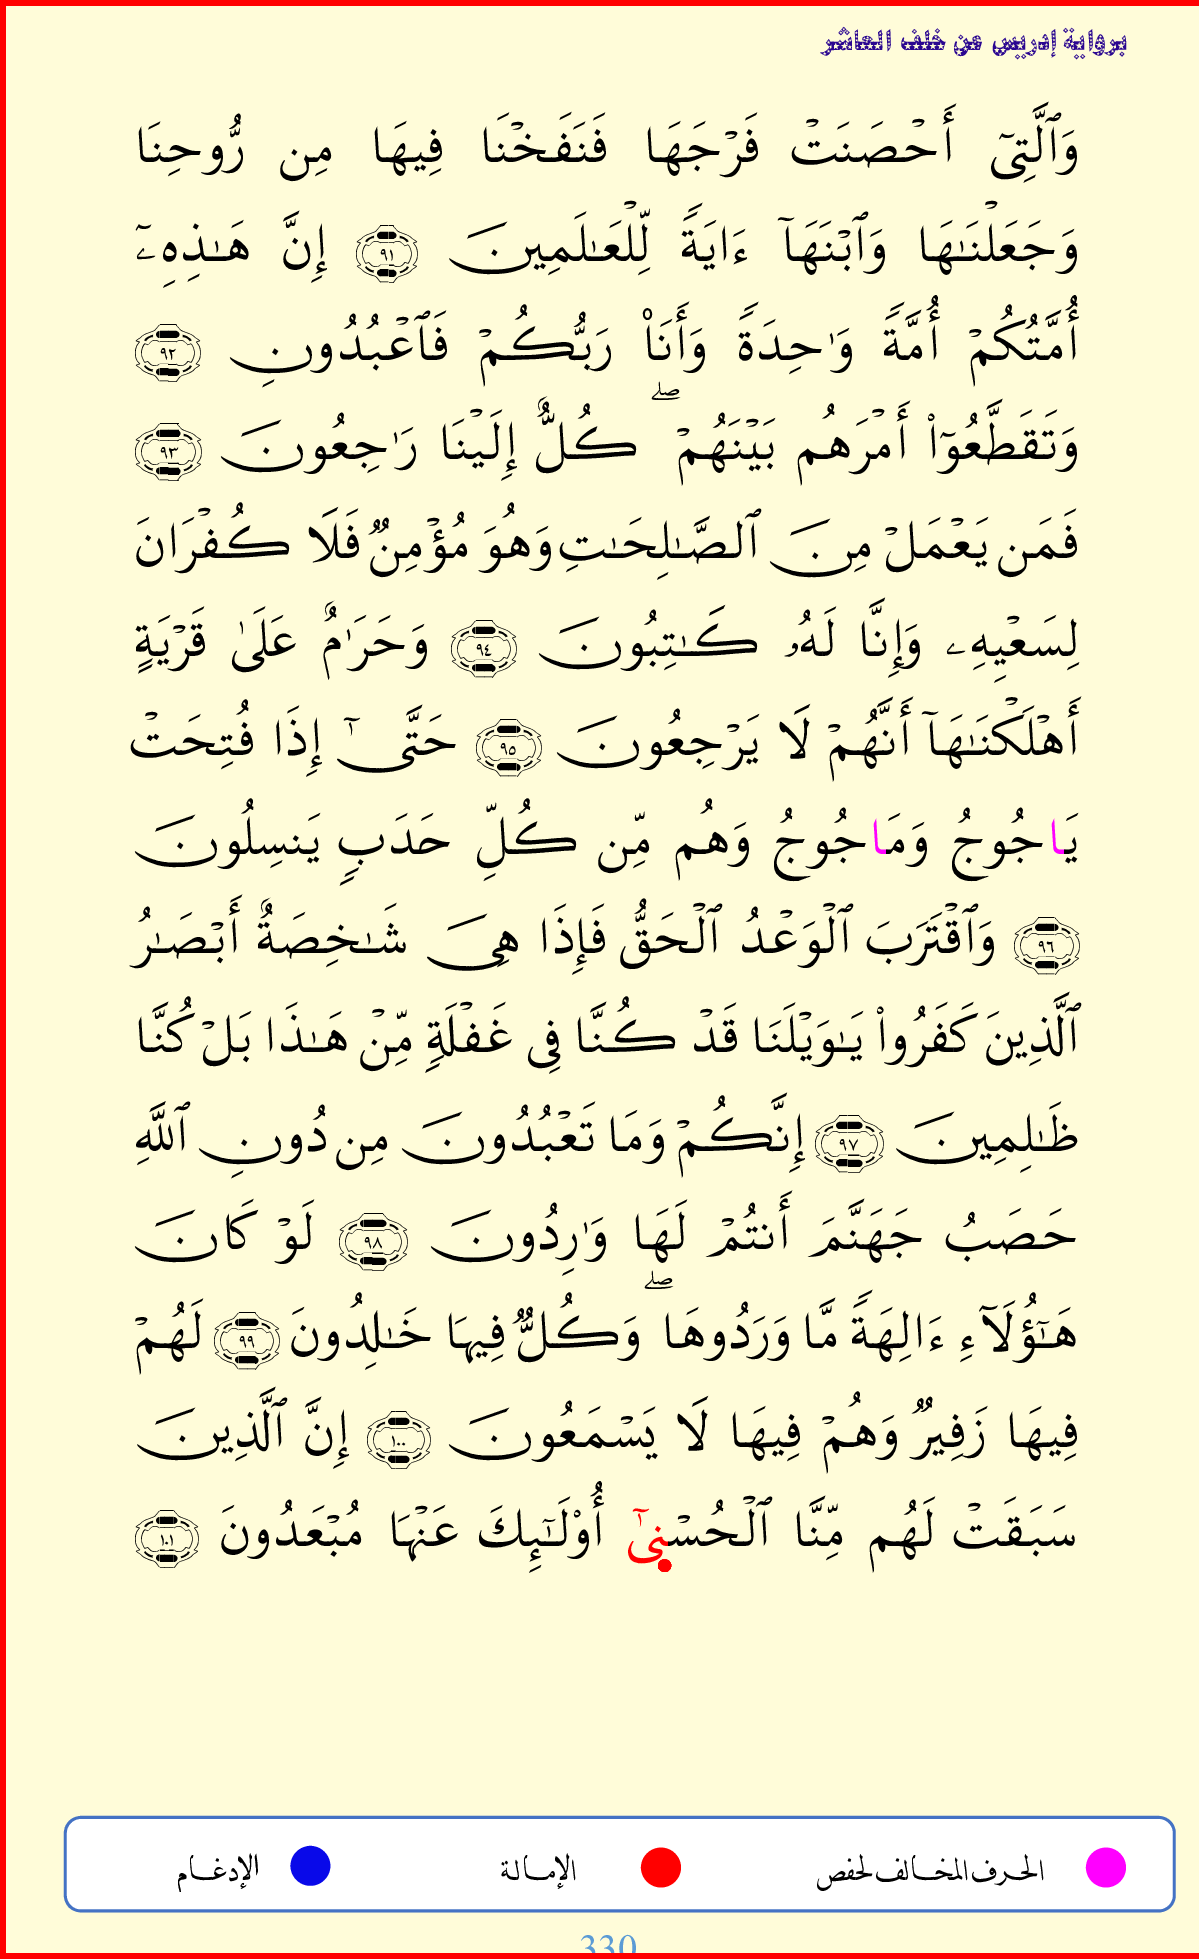 برواية إدريس عن خلف العاشر
وَٱلَّتِيٓ أَحْصَنَتْ فَرْجَهَا فَنَفَخْنَا فِيهَا مِن رُّوحِنَا
وَجَعَلْنَـٰهَا وَٱبْنَهَآ ءَايَةً لِّلْعَـٰلَمِينَ ٩١ إِنَّ هَـٰذِهِۦٓ
أُمَّتُكُمْ أُمَّةً وَٰحِدَةً وَأَنَا۠ رَبُّكُمْ فَٱعْبُدُونِ ٩٢
وَتَقَطَّعُوٓا۟ أَمْرَهُم بَيْنَهُمْ ۖ كُلٌّ إِلَيْنَا رَٰجِعُونَ ٩٣
فَمَن يَعْمَلْ مِنَ ٱلصَّـٰلِحَـٰتِ وَهُوَ مُؤْمِنٌ فَلَا كُفْرَانَ
لِسَعْيِهِۦ وَإِنَّا لَهُۥ كَـٰتِبُونَ ٩٤ وَحَرَٰمٌ عَلَىٰ قَرْيَةٍ
أَهْلَكْنَـٰهَآ أَنَّهُمْ لَا يَرْجِعُونَ ٩٥ حَتَّىٰٓ إِذَا فُتِحَتْ
يَاجُوجُ وَمَاجُوجُ وَهُم مِّن كُلِّ حَدَبٍ يَنسِلُونَ
٩٦ وَٱقْتَرَبَ ٱلْوَعْدُ ٱلْحَقُّ فَإِذَا هِىَ شَـٰخِصَةٌ أَبْصَـٰرُ
ٱلَّذِينَ كَفَرُوا۟ يَـٰوَيْلَنَا قَدْ كُنَّا فِى غَفْلَةٍ مِّنْ هَـٰذَا بَلْ كُنَّا
ظَـٰلِمِينَ ٩٧ إِنَّكُمْ وَمَا تَعْبُدُونَ مِن دُونِ ٱللَّهِ
حَصَبُ جَهَنَّمَ أَنتُمْ لَهَا وَٰرِدُونَ ٩٨ لَوْ كَانَ
هَـٰٓؤُلَآءِ ءَالِهَةً مَّا وَرَدُوهَا ۖ وَكُلٌّ فِيهَا خَـٰلِدُونَ ٩٩ لَهُمْ
فِيهَا زَفِيرٌ وَهُمْ فِيهَا لَا يَسْمَعُونَ ١٠٠ إِنَّ ٱلَّذِينَ
سَبَقَتْ لَهُم مِّنَّا ٱلْحُسْنِىٰٓ أُو۟لَـٰٓئِكَ عَنْهَا مُبْعَدُونَ ١٠١
الحرف المخالف لحفص الإمالة الإدغام
330